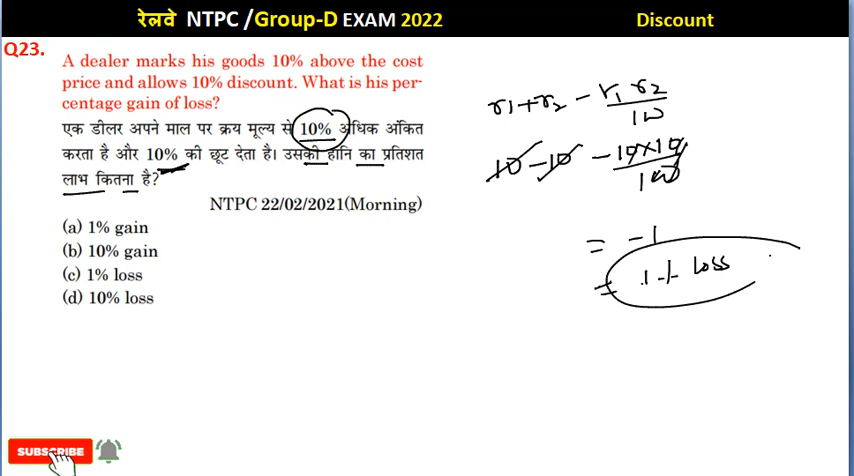 रेलवे NTPC /Group-D EXAM 2022
Discount
Q23.
A dealer marks his goods 10% above the cost
price and allows 10% discount. What is his per-
centage gain of loss?
एक डीलर अपने माल पर क्रय मूल्य से 10% अधिक अंकित
करता है और 10% की छूट देता है। उसकी हानि का प्रतिशत
लाभ कितना है?
NTPC 22/02/2021(Morning)
(a) 1% gain
(b) 10% gain
(c) 1% loss
(d) 10% loss
r1+r2 - r1 r2
100
10 - 10 - 10×10
100
= -1
= 1% loss
SUBSCRIBE